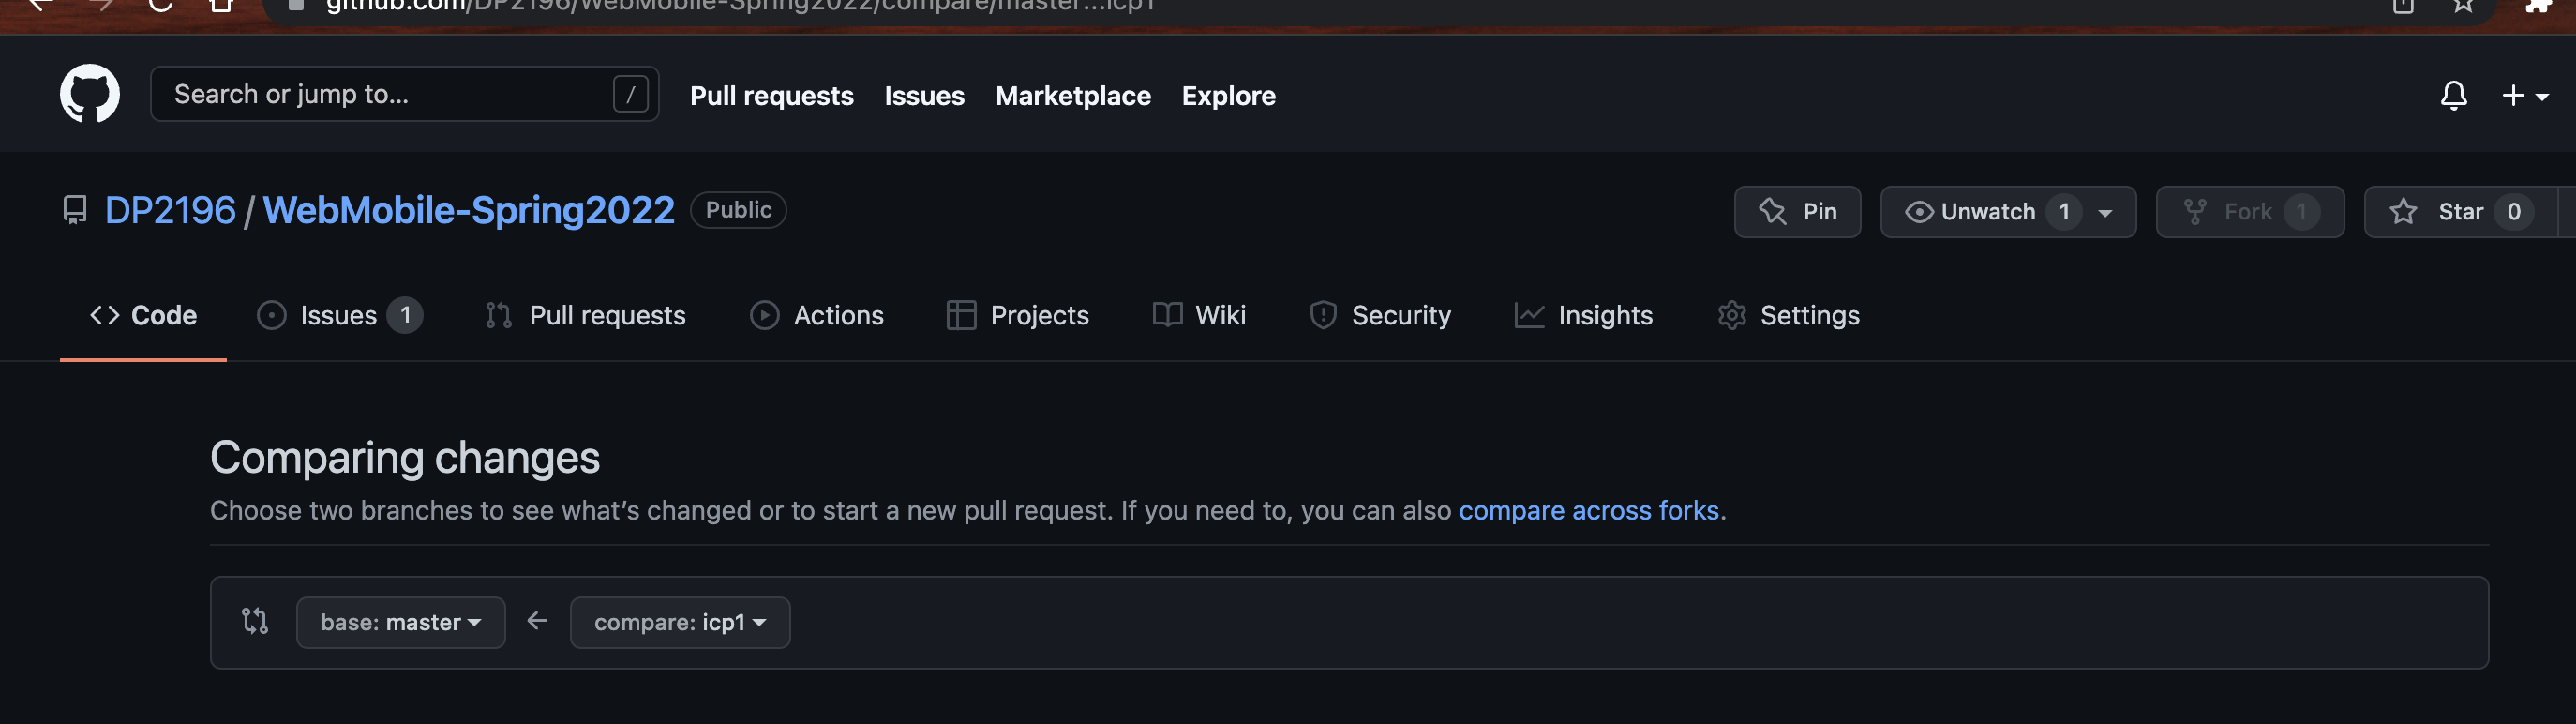 github.com/DP2196/WebMobile-Spring2022/compare/master...icp1
Search or jump to... / Pull requests Issues Marketplace Explore
DP2196 / WebMobile-Spring2022 Public Pin Unwatch 1 Fork 1 Star 0
Code Issues 1 Pull requests Actions Projects Wiki Security Insights Settings
Comparing changes
Choose two branches to see what’s changed or to start a new pull request. If you need to, you can also compare across forks.
base: master compare: icp1